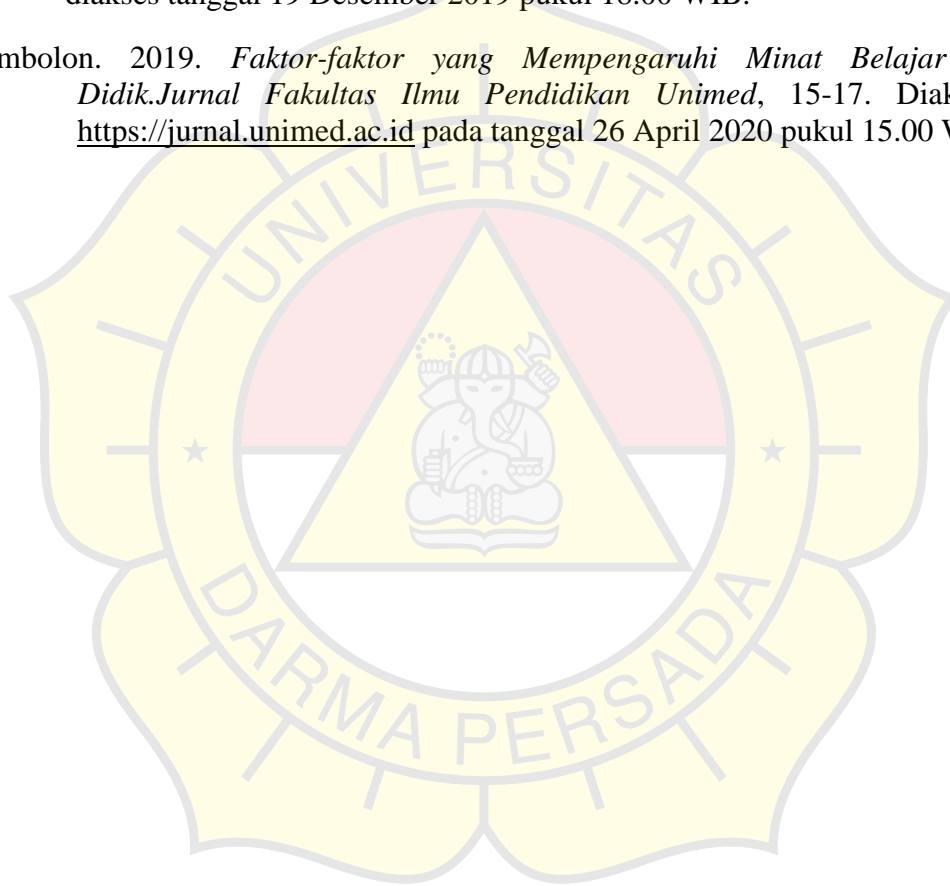 diakses tanggal 19 Desember 2019 pukul 18.00 WIB.
mbolon. 2019. Faktor-faktor yang Mempengaruhi Minat Belajar
Didik.Jurnal Fakultas Ilmu Pendidikan Unimed, 15-17. Diak
https://jurnal.unimed.ac.id pada tanggal 26 April 2020 pukul 15.00 W
UNIVERSITAS
DARMA PERSADA